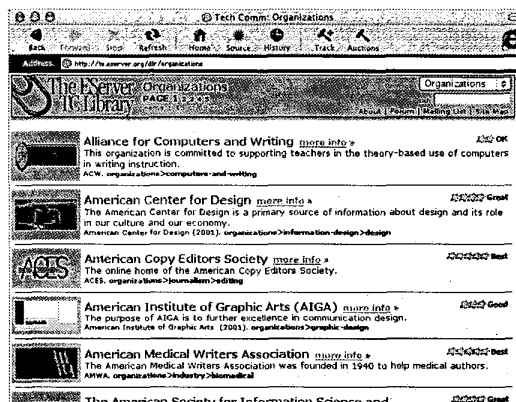 Tech Comm: Organizations
Back Forward Stop Refresh Home Source History Track Auctions
Address: http://tc.eserver.org/dir/organizations
The EServer TC Library
Organizations
PAGE 1 2 3 4 5
Organizations
About | Forum | Mailing List | Site Map
Alliance for Computers and Writing more info »
OK
This organization is committed to supporting teachers in the theory-based use of computers
in writing instruction.
ACW. organizations>computers-and-writing
American Center for Design more info »
Great
The American Center for Design is a primary source of information about design and its role
in our culture and our economy.
American Center for Design (2001). organizations>information-design>design
ACES
American Copy Editors Society more info »
Best
The online home of the American Copy Editors Society.
ACES. organizations>journalism>editing
American Institute of Graphic Arts (AIGA) more info »
Good
The purpose of AIGA is to further excellence in communication design.
American Institute of Graphic Arts (2001). organizations>graphic-design
American Medical Writers Association more info »
Best
The American Medical Writers Association was founded in 1940 to help medical authors.
AMWA. organizations>industry>biomedical
The American Society for Information Science and
Great